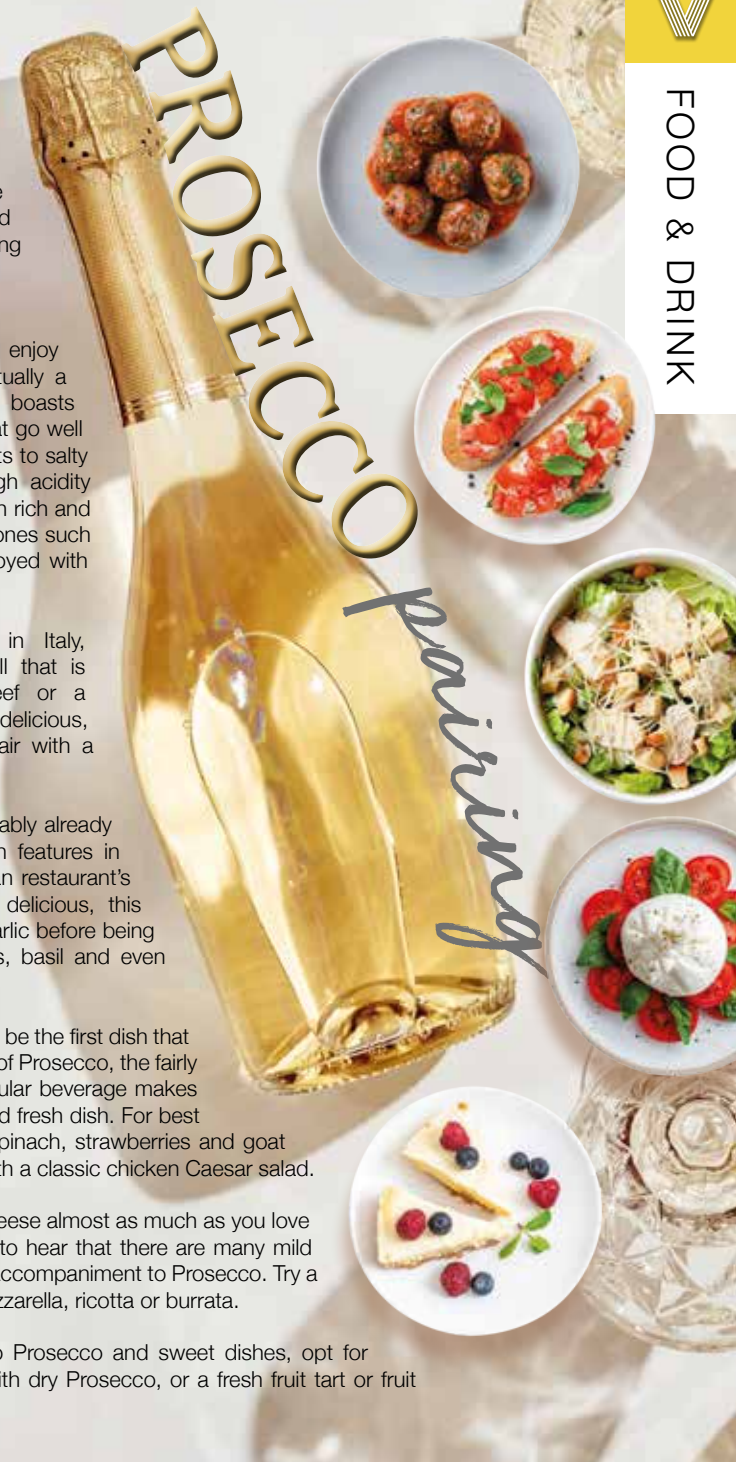 PROSECCO
pairing
FOOD & DRINK
e
d
ng
enjoy
tually a
boasts
at go well
ts to salty
gh acidity
n rich and
ones such
oyed with
in Italy,
ll that is
eef or a
delicious,
air with a
ably already
n features in
an restaurant's
delicious, this
arlic before being
s, basil and even
be the first dish that
of Prosecco, the fairly
ular beverage makes
d fresh dish. For best
pinach, strawberries and goat
th a classic chicken Caesar salad.
eese almost as much as you love
to hear that there are many mild
accompaniment to Prosecco. Try a
zzarella, ricotta or burrata.
o Prosecco and sweet dishes, opt for
ith dry Prosecco, or a fresh fruit tart or fruit